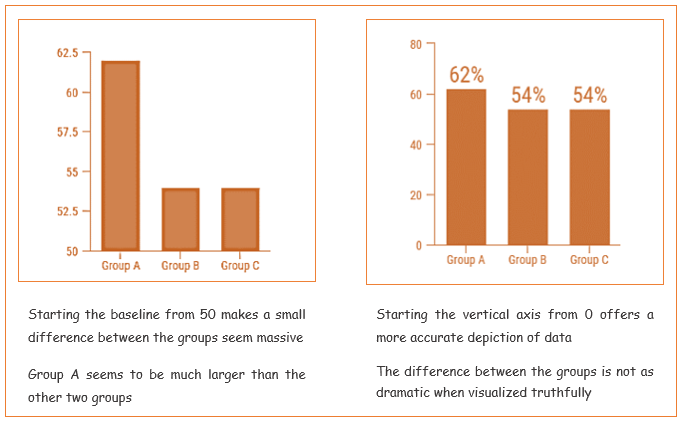 62.5
60
57.5
55
52.5
50
Group A Group B Group C
80
60
40
20
0
62%
54%
54%
Group A Group B Group C
Starting the baseline from 50 makes a small
difference between the groups seem massive
Group A seems to be much larger than the
other two groups
Starting the vertical axis from 0 offers a
more accurate depiction of data
The difference between the groups is not as
dramatic when visualized truthfully